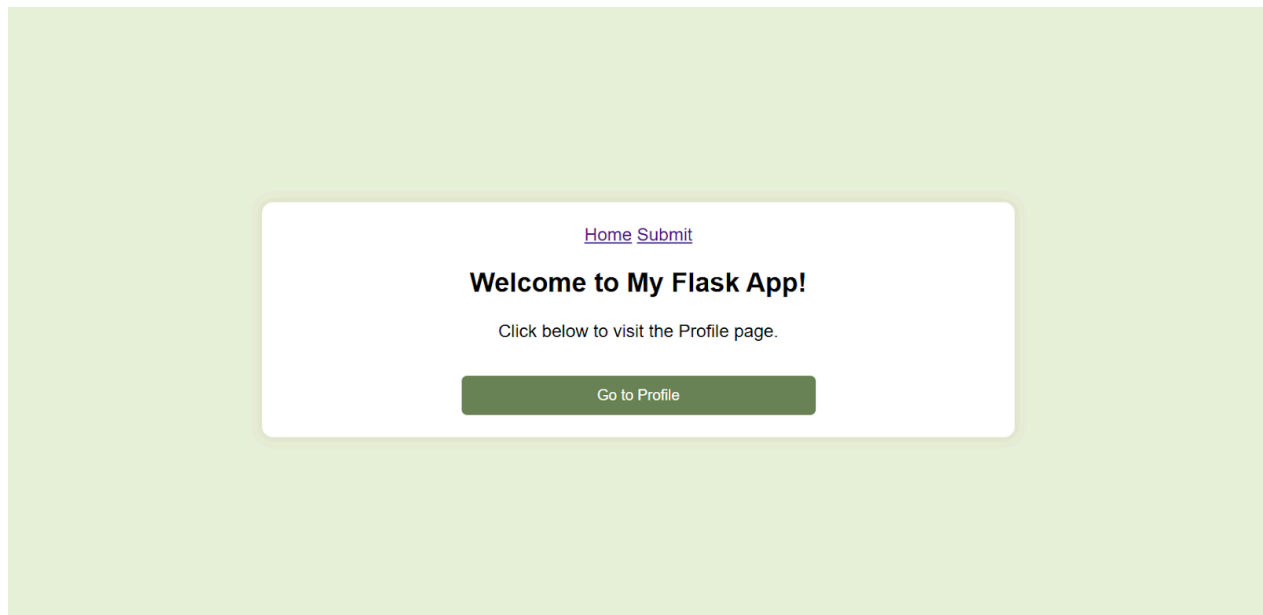 Home Submit
Welcome to My Flask App!
Click below to visit the Profile page.
Go to Profile